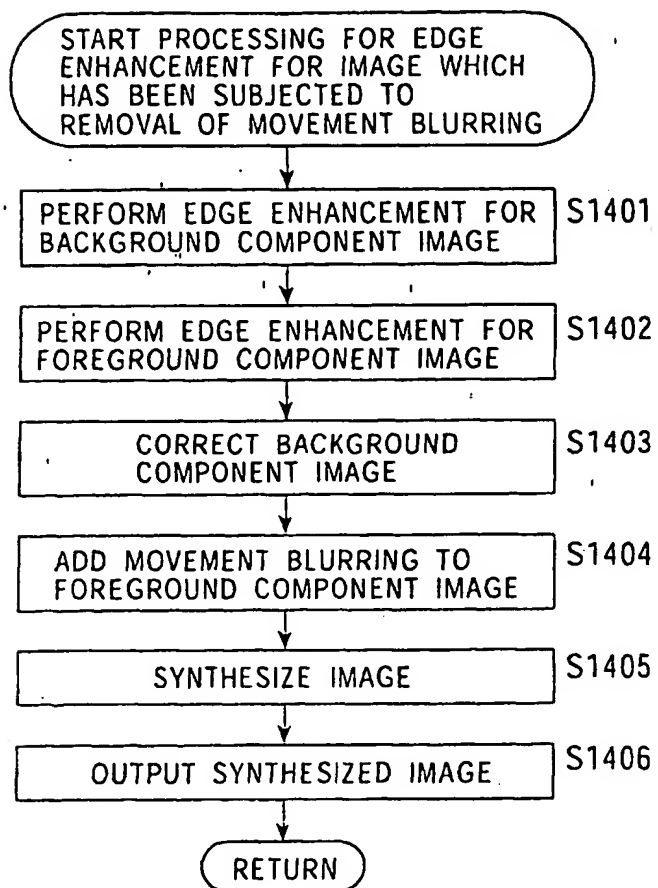 START PROCESSING FOR EDGE
ENHANCEMENT FOR IMAGE WHICH
HAS BEEN SUBJECTED TO
REMOVAL OF MOVEMENT BLURRING
PERFORM EDGE ENHANCEMENT FOR
BACKGROUND COMPONENT IMAGE
S1401
PERFORM EDGE ENHANCEMENT FOR
FOREGROUND COMPONENT IMAGE
S1402
CORRECT BACKGROUND
COMPONENT IMAGE
S1403
ADD MOVEMENT BLURRING TO
FOREGROUND COMPONENT IMAGE
S1404
SYNTHESIZE IMAGE
S1405
OUTPUT SYNTHESIZED IMAGE
S1406
RETURN